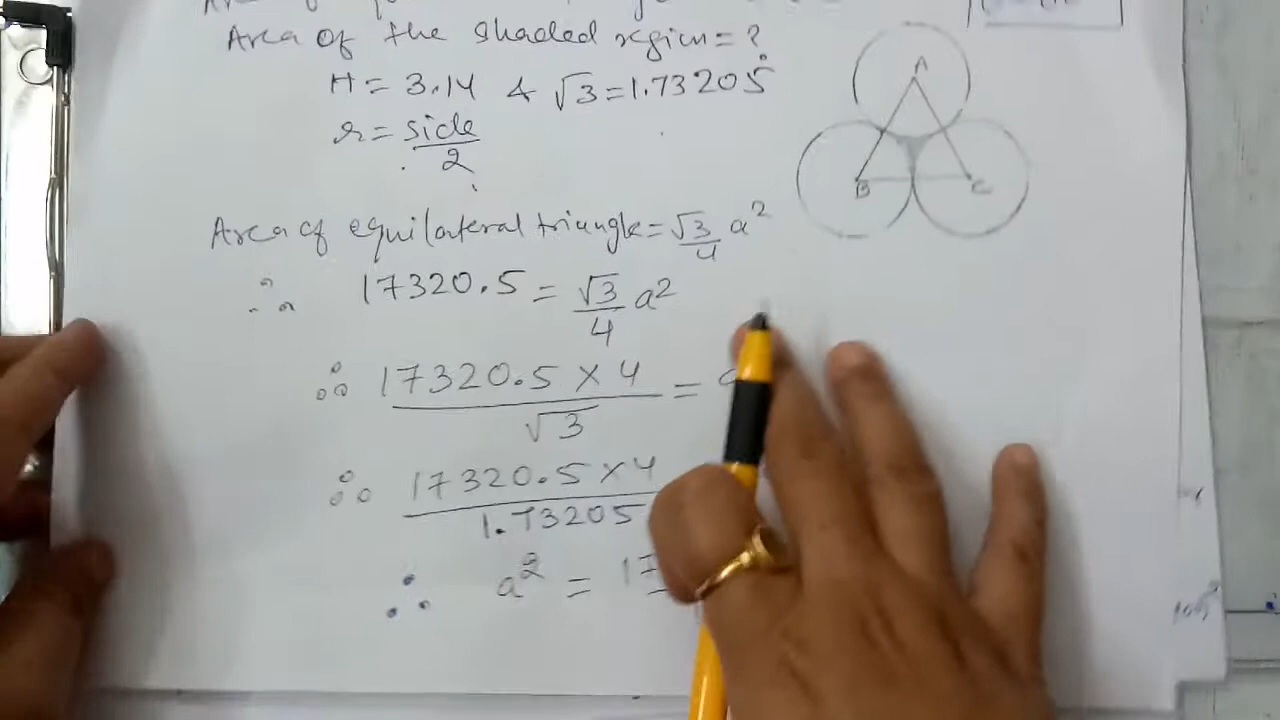 Area of the shaded region = ?
π = 3.14 & √3 = 1.73205
r = side/2
A
B
C
Area of equilateral triangle = √3/4 a²
∴ 17320.5 = √3/4 a²
∴ 17320.5 × 4 / √3 =
∴ 17320.5 × 4 / 1.73205
∴ a² = 17